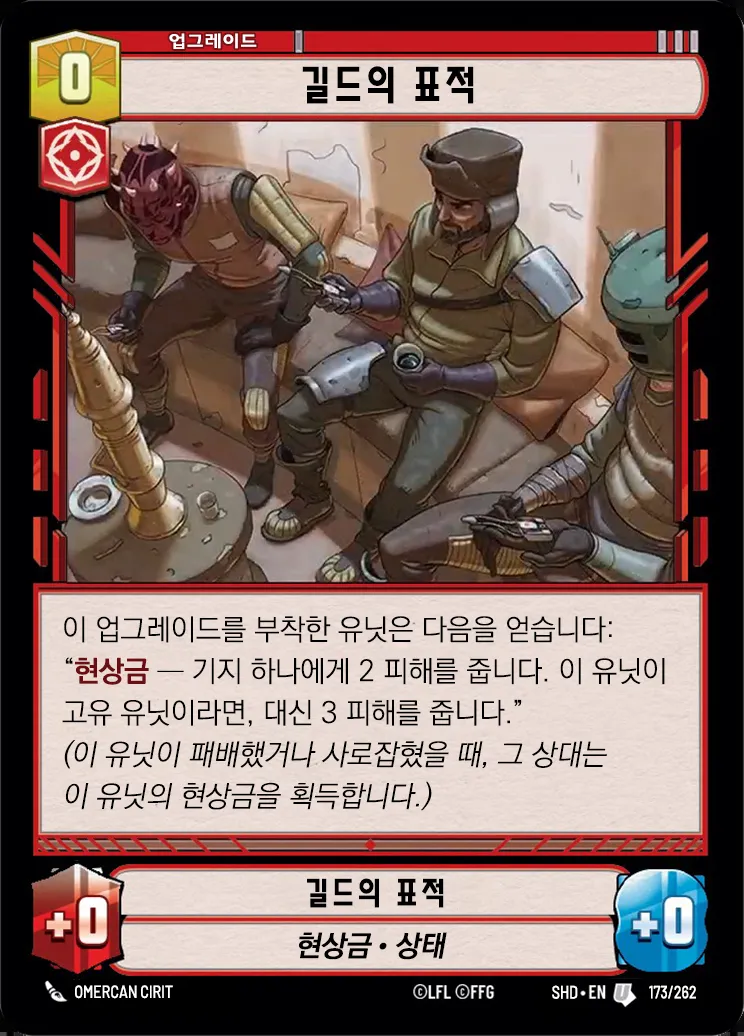 업그레이드
0
길드의 표적
이 업그레이드를 부착한 유닛은 다음을 얻습니다:
“현상금 — 기지 하나에게 2 피해를 줍니다. 이 유닛이
고유 유닛이라면, 대신 3 피해를 줍니다.”
(이 유닛이 패배했거나 사로잡혔을 때, 그 상대는
이 유닛의 현상금을 획득합니다.)
+0
길드의 표적
+0
현상금 • 상태
OMERCAN CIRIT
©LFL ©FFG
SHD•EN
U
173/262